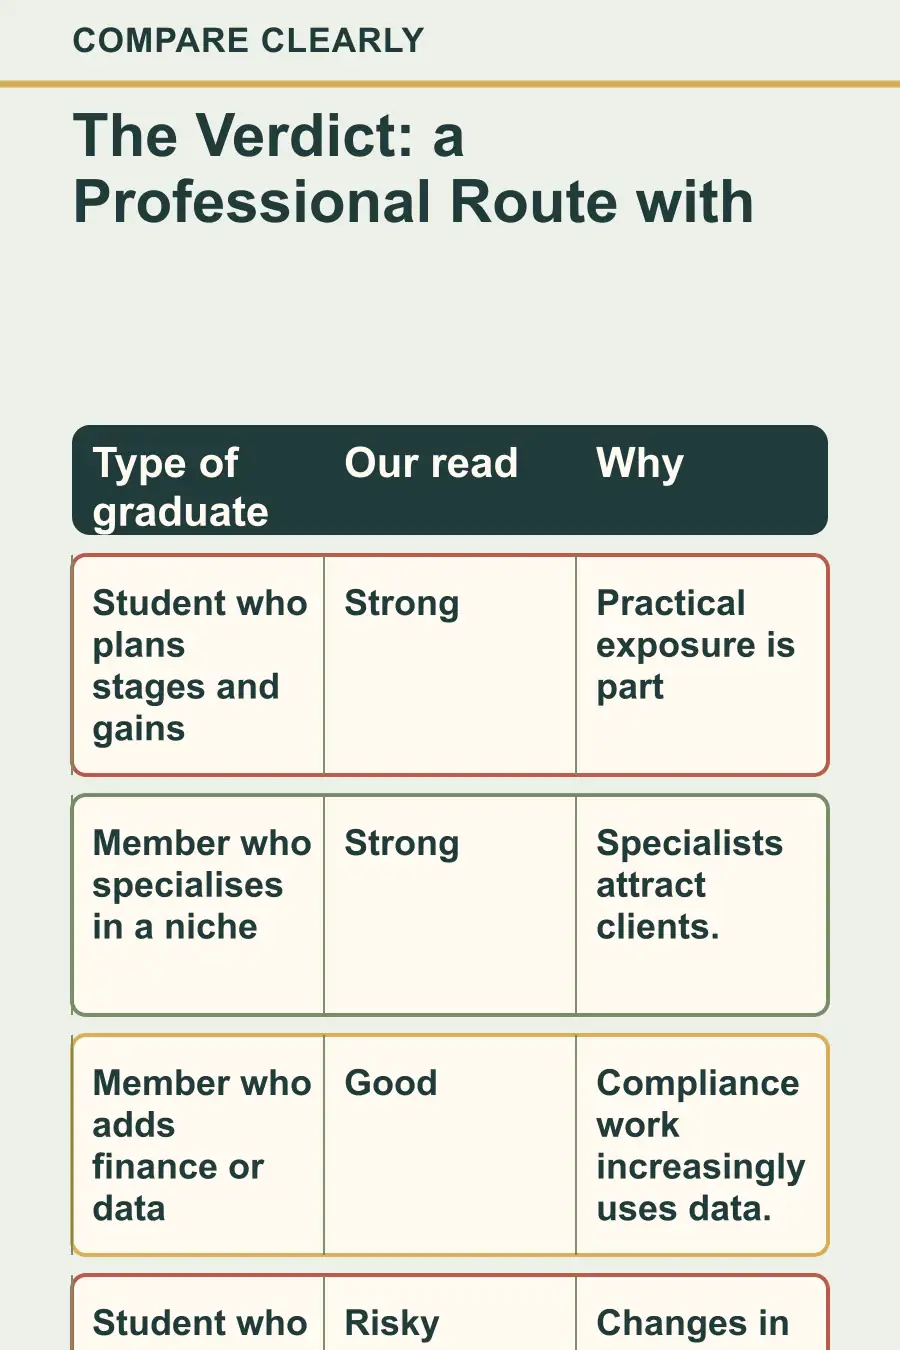 COMPARE CLEARLY
The Verdict: a
Professional Route with
Type of
graduate
Our read
Why
Student who
plans
stages and
gains
Strong
Practical
exposure is
part
Member who
specialises
in a niche
Strong
Specialists
attract
clients.
Member who
adds
finance or
data
Good
Compliance
work
increasingly
uses data.
Student who
Risky
Changes in